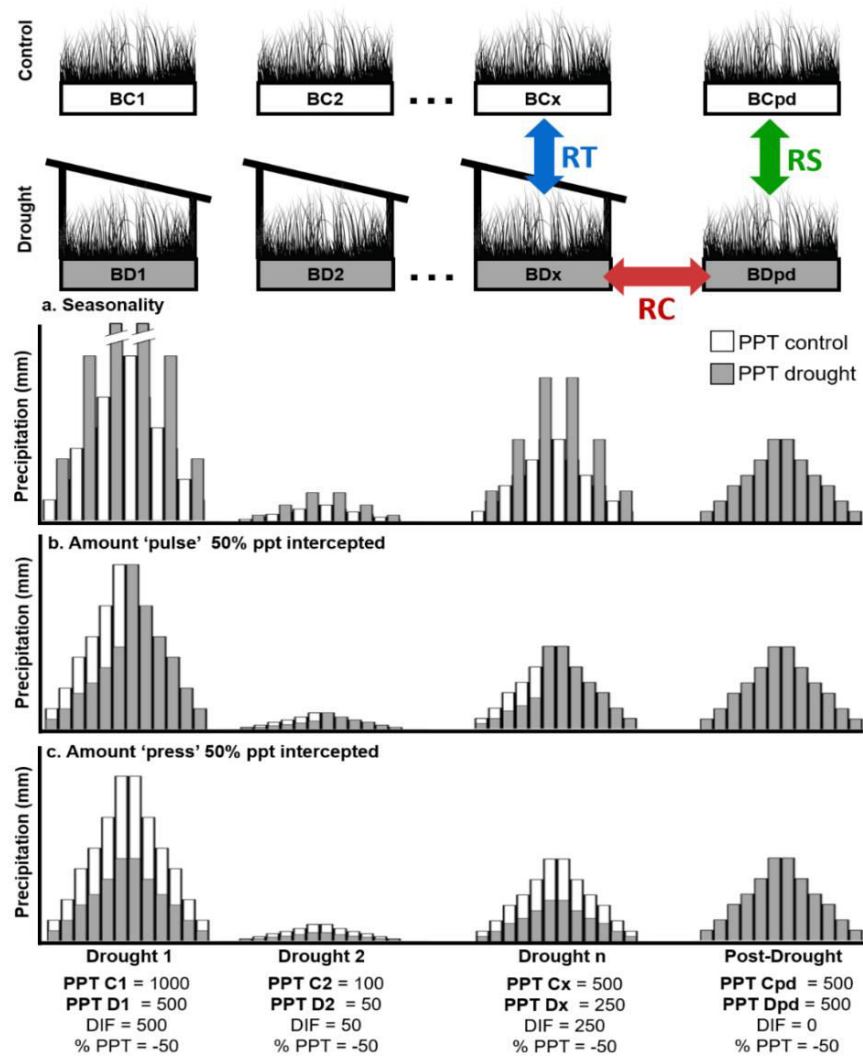 Control
BC1 BC2 ... BCx BCpd
RT RS
Drought
BD1 BD2 ... BDx BDpd
RC
a. Seasonality
PPT control
PPT drought
Precipitation (mm)
b. Amount ‘pulse’ 50% ppt intercepted
Precipitation (mm)
c. Amount ‘press’ 50% ppt intercepted
Precipitation (mm)
Drought 1 Drought 2 Drought n Post-Drought
PPT C1 = 1000 PPT C2 = 100 PPT Cx = 500 PPT Cpd = 500
PPT D1 = 500 PPT D2 = 50 PPT Dx = 250 PPT Dpd = 500
DIF = 500 DIF = 50 DIF = 250 DIF = 0
% PPT = -50 % PPT = -50 % PPT = -50 % PPT = -50